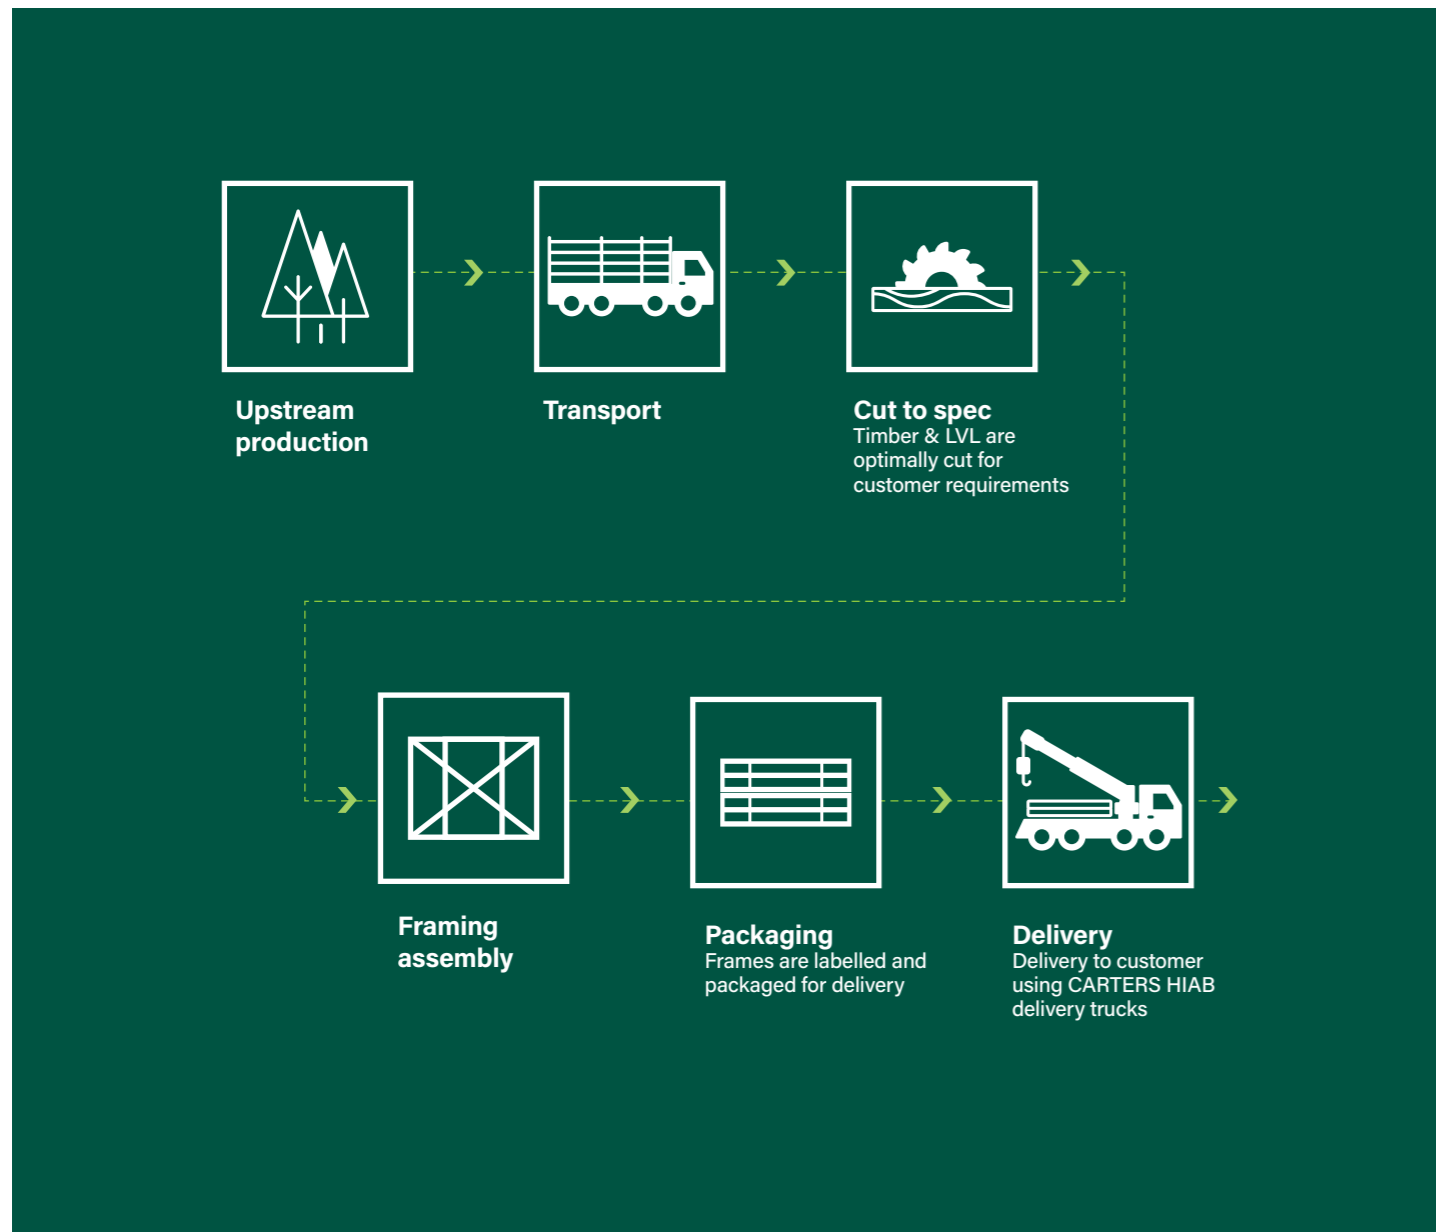 Upstream
production
Transport
Cut to spec
Timber & LVL are
optimally cut for
customer requirements
Framing
assembly
Packaging
Frames are labelled and
packaged for delivery
Delivery
Delivery to customer
using CARTERS HIAB
delivery trucks